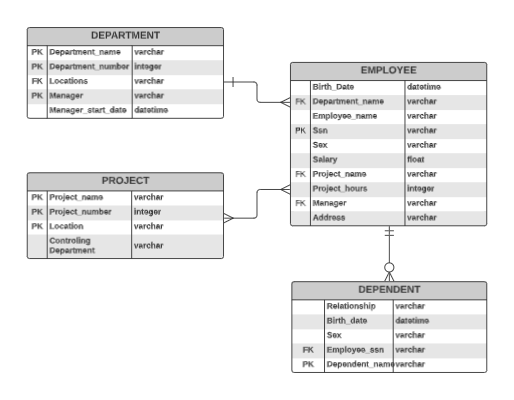 DEPARTMENT
PK Department_name varchar
PK Department_number integer
FK Locations varchar
PK Manager varchar
Manager_start_date datetime
EMPLOYEE
Birth_Date datetime
FK Department_name varchar
Employee_name varchar
PK Ssn varchar
Sex varchar
Salary float
FK Project_name varchar
Project_hours integer
FK Manager varchar
Address varchar
PROJECT
PK Project_name varchar
PK Project_number integer
PK Location varchar
Controling
Department varchar
DEPENDENT
Relationship varchar
Birth_date datetime
Sex varchar
FK Employee_ssn varchar
PK Dependent_name varchar